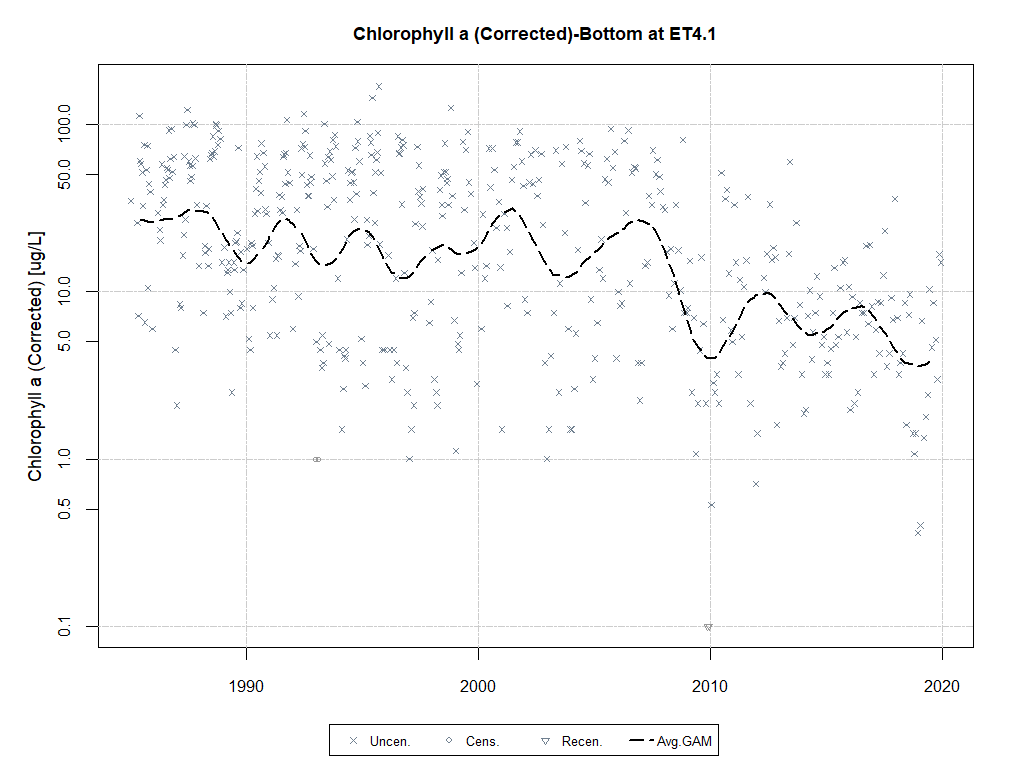 Chlorophyll a (Corrected)-Bottom at ET4.1
Chlorophyll a (Corrected) [ug/L]
100.0
50.0
10.0
5.0
1.0
0.5
0.1
1990 2000 2010 2020
Uncen. Cens. Recen. Avg.GAM